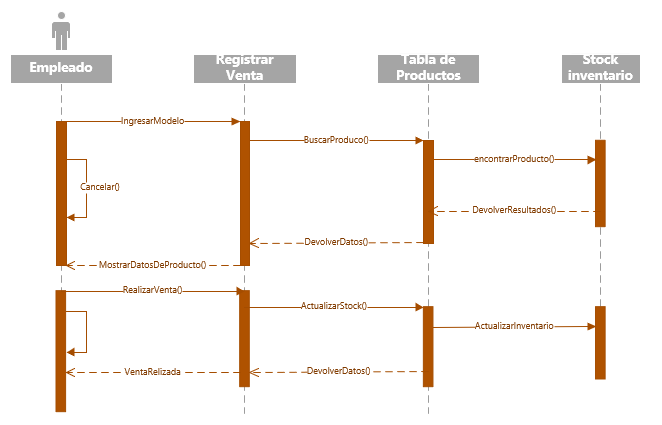 Empleado
Registrar
Venta
Tabla de
Productos
Stock
inventario
IngresarModelo
BuscarProduco()
encontrarProducto()
Cancelar()
DevolverResultados()
DevolverDatos()
MostrarDatosDeProducto()
RealizarVenta()
ActualizarStock()
ActualizarInventario
DevolverDatos()
VentaRelizada